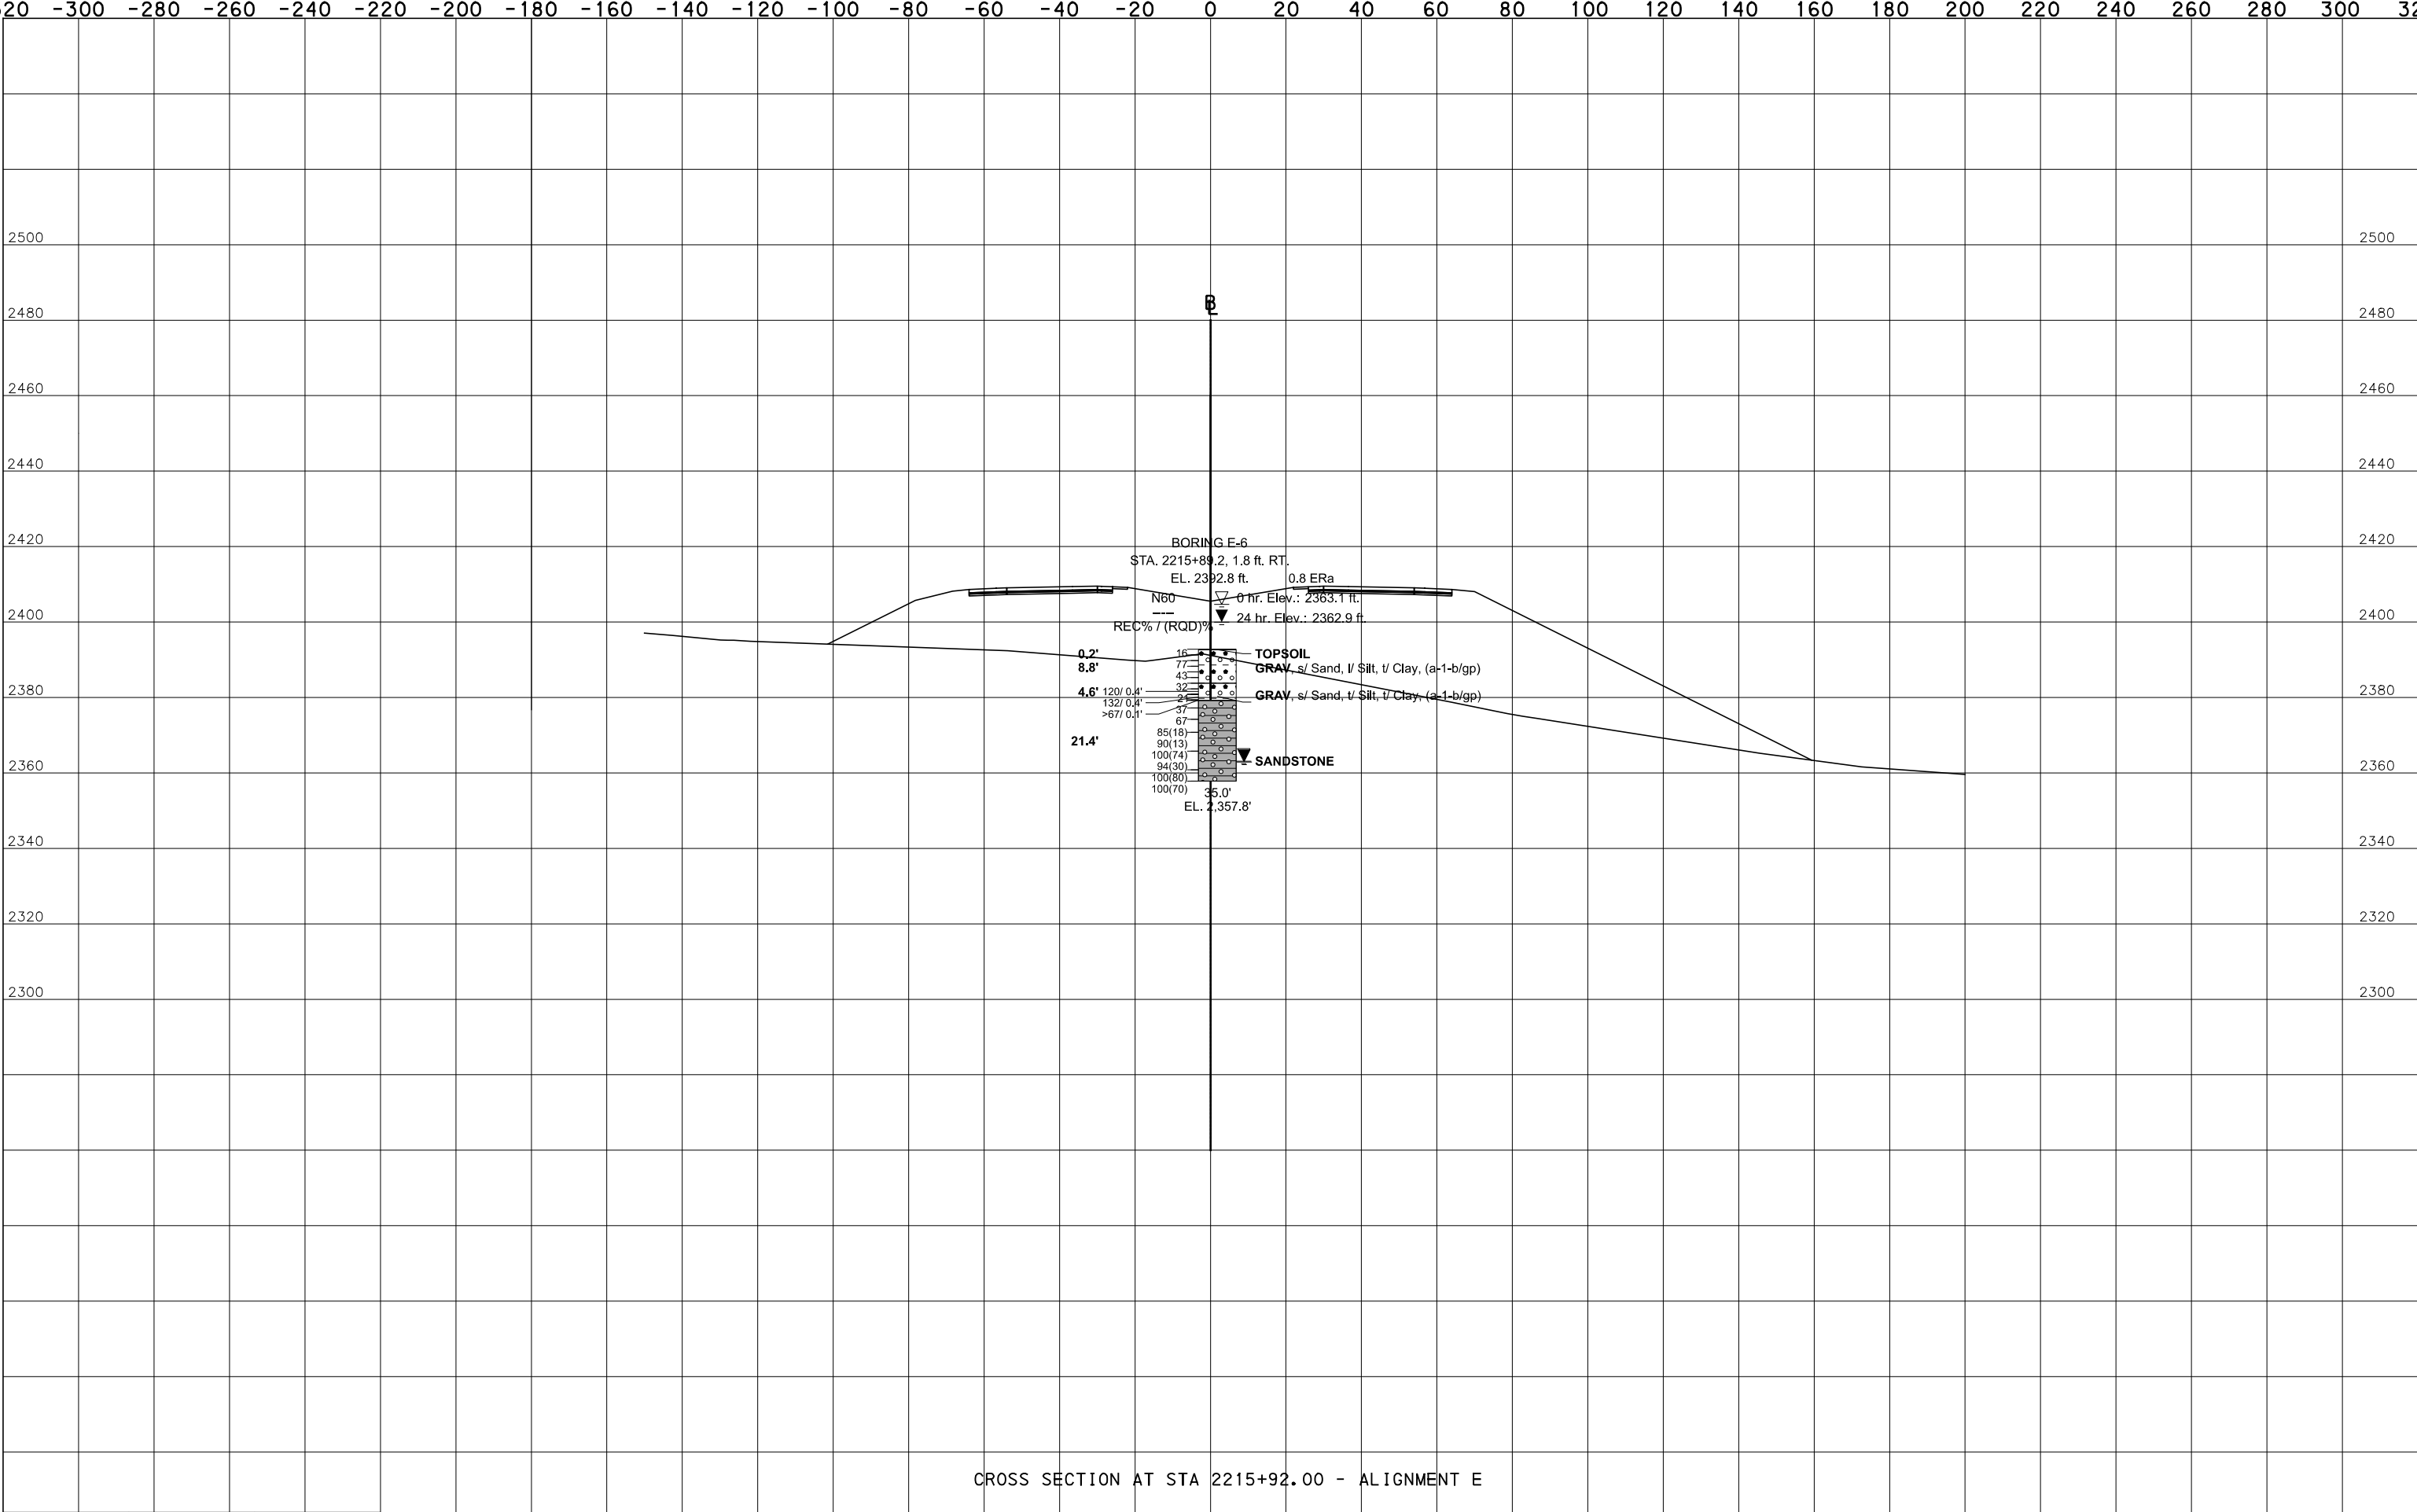 -300 -280 -260 -240 -220 -200 -180 -160 -140 -120 -100 -80 -60 -40 -20 0 20 40 60 80 100 120 140 160 180 200 220 240 260 280 300
2500 2500
BL
2480 2480
2460 2460
2440 2440
2420 2420
BORING E-6
STA. 2215+89.2, 1.8 ft. RT.
EL. 2392.8 ft. 0.8 ERa
N60 0 hr. Elev.: 2363.1 ft.
----
2400 24 hr. Elev.: 2362.9 ft. 2400
REC% / (RQD)%
0.2' 16 TOPSOIL
8.8' 77 GRAV, s/ Sand, l/ Silt, t/ Clay, (a-1-b/gp)
43
32
4.6' 120/ 0.4' GRAV, s/ Sand, t/ Silt, t/ Clay, (a-1-b/gp)
2380 2380
132/ 0.4'
37
>67/ 0.1'
67
85(18)
21.4' 90(13)
100(74)
94(30) SANDSTONE
2360 2360
100(80)
100(70) 35.0'
EL. 2,357.8'
2340 2340
2320 2320
2300 2300
CROSS SECTION AT STA 2215+92.00 - ALIGNMENT E